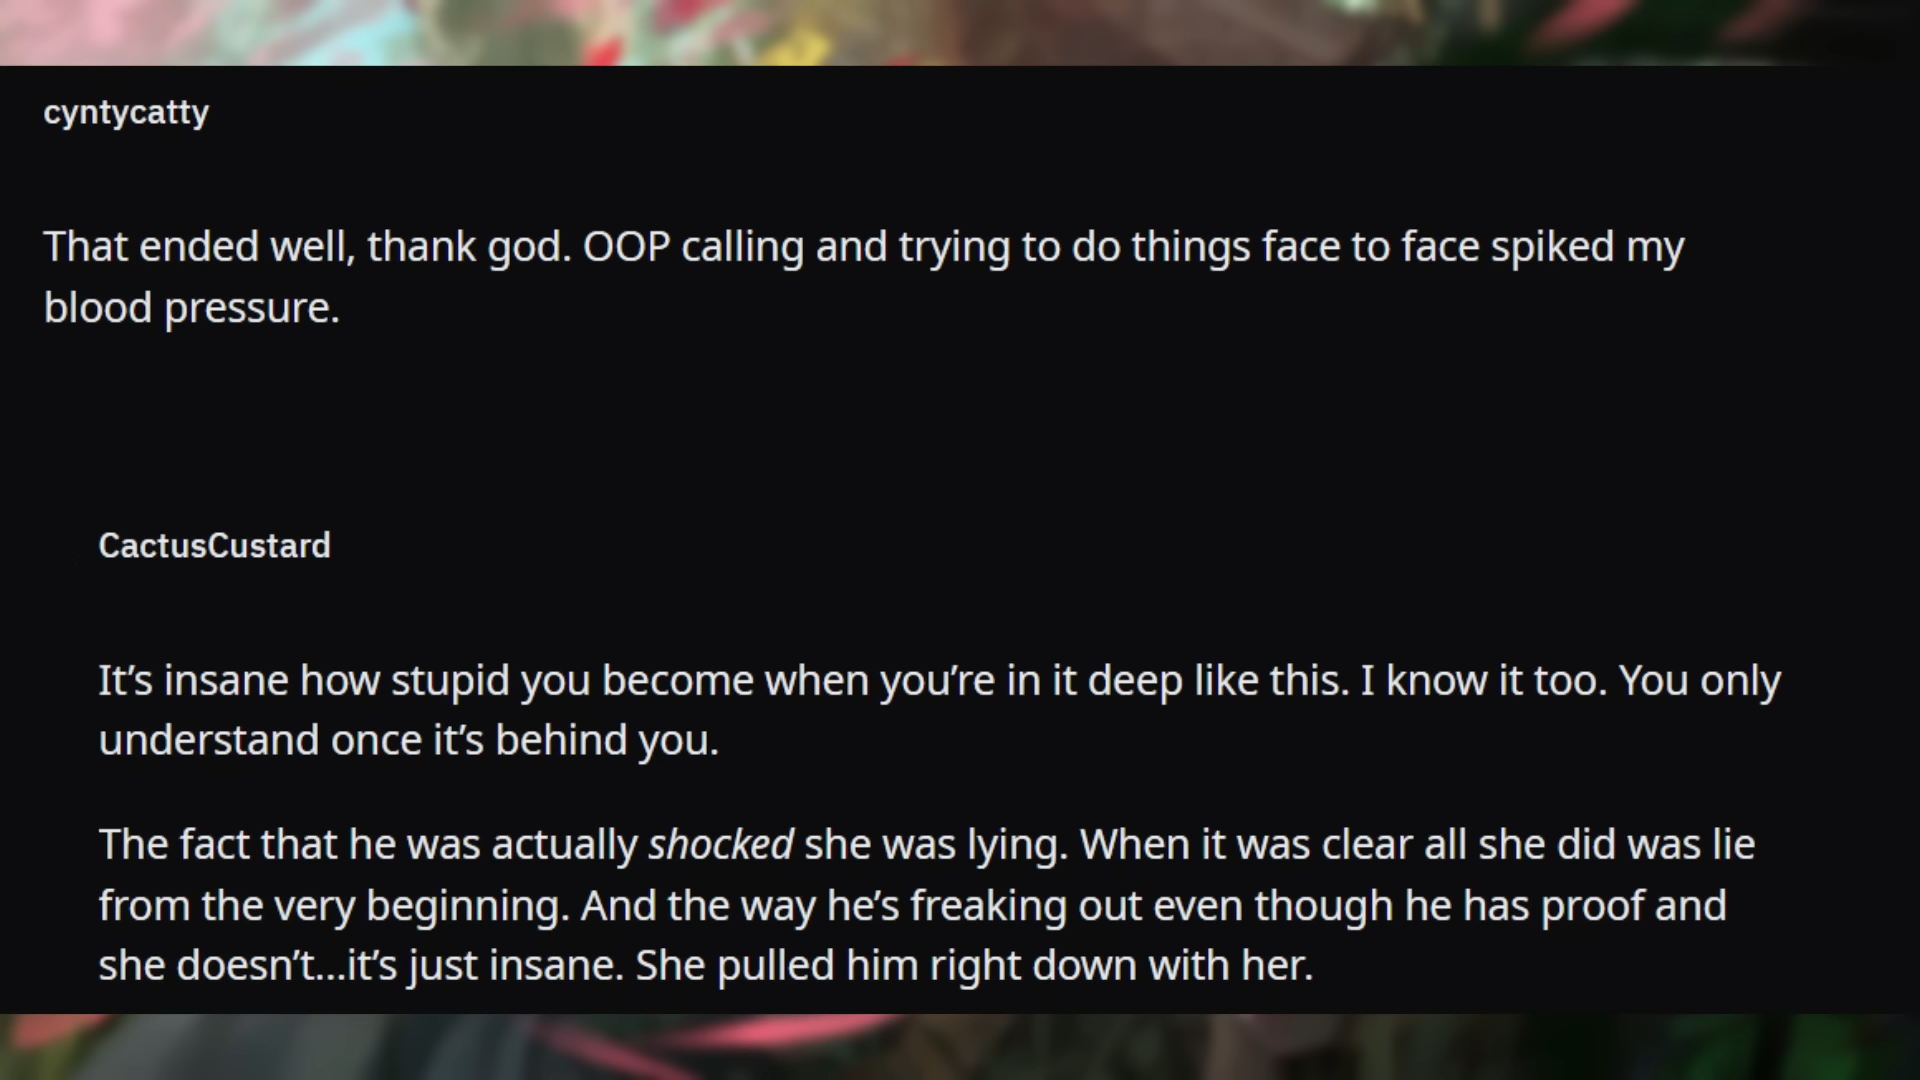 cyntycatty
That ended well, thank god. OOP calling and trying to do things face to face spiked my
blood pressure.
CactusCustard
It’s insane how stupid you become when you’re in it deep like this. I know it too. You only
understand once it’s behind you.
The fact that he was actually shocked she was lying. When it was clear all she did was lie
from the very beginning. And the way he’s freaking out even though he has proof and
she doesn’t...it’s just insane. She pulled him right down with her.